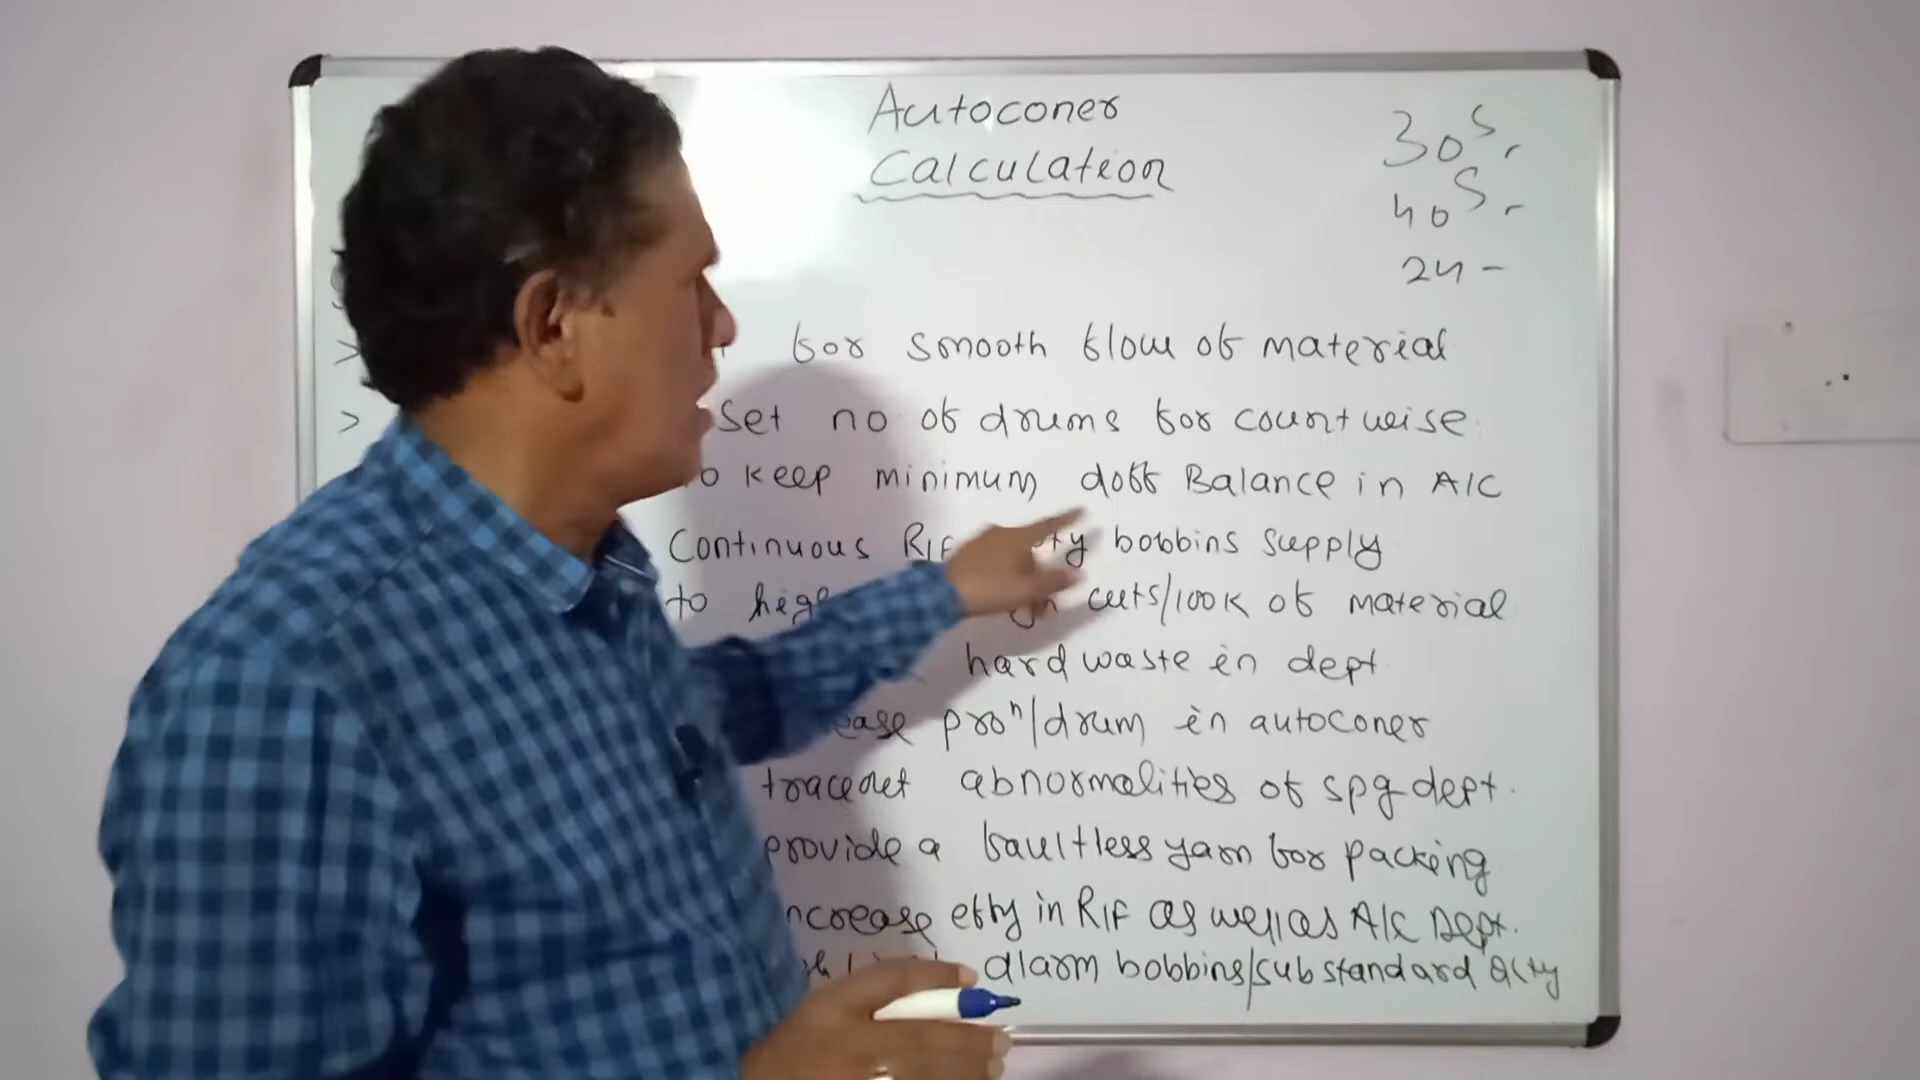 Autoconer
Calculation
30s
40s
24 -
> for smooth flow of material
> set no of drums for countwise
keep minimum doff Balance in A/C
Continuous R/F bobbins supply
to cuts/100K of material
hard waste in dept
proⁿ/drum in autoconer
traceout abnormalities of spg dept.
provide a faultless yarn for packing
effy in R/F as well as A/C Dept.
alarm bobbins/substandard qlty